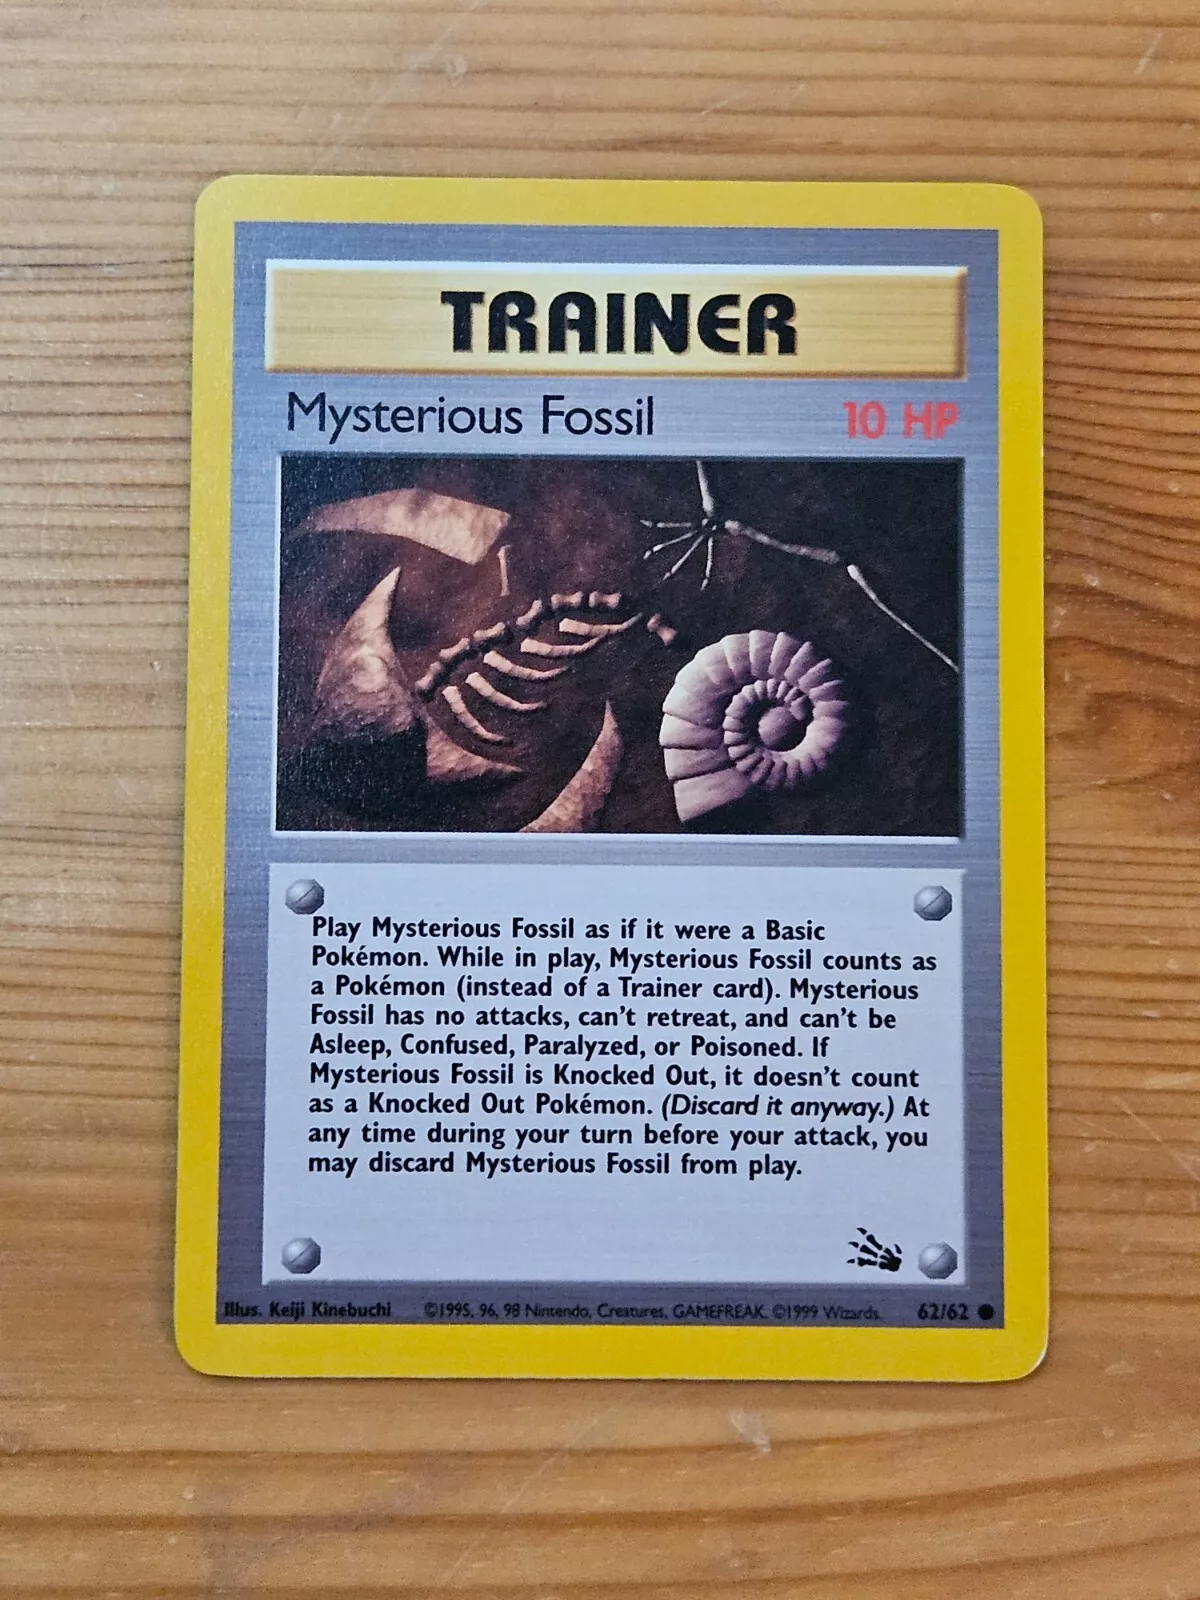 TRAINER
Mysterious Fossil 10 HP
Play Mysterious Fossil as if it were a Basic
Pokémon. While in play, Mysterious Fossil counts as
a Pokémon (instead of a Trainer card). Mysterious
Fossil has no attacks, can't retreat, and can't be
Asleep, Confused, Paralyzed, or Poisoned. If
Mysterious Fossil is Knocked Out, it doesn't count
as a Knocked Out Pokémon. (Discard it anyway.) At
any time during your turn before your attack, you
may discard Mysterious Fossil from play.
Illus. Keiji Kinebuchi ©1995, 96, 98 Nintendo, Creatures, GAMEFREAK. ©1999 Wizards. 62/62